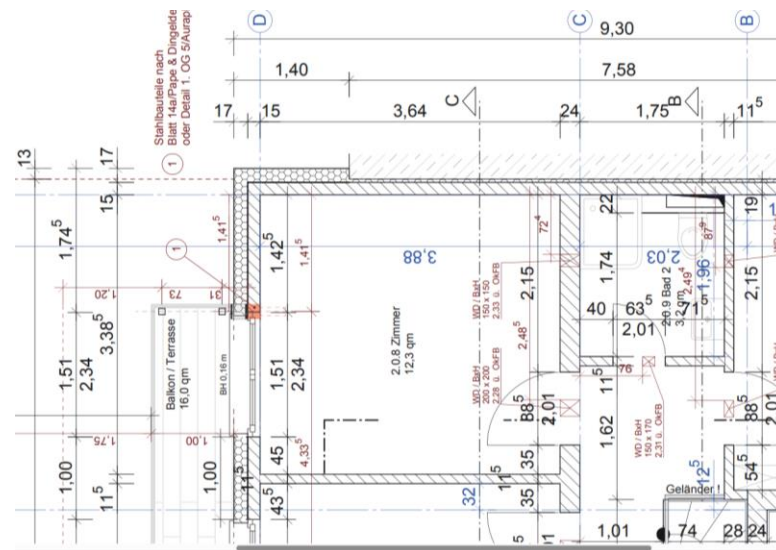 D
C
B
9,30
1,40
7,58
C
B
17
15
3,64
24
1,75
11⁵
Stahlbauteile nach
Blatt 14a/Pape & Dingelde
oder Detail 1. OG 5/Aurap
1
13
17
15
1,74⁵
1,41⁵
1,42⁵
1,41⁵
3,88
72⁴
22
19
87⁹
2,03
1
1,74
2,49⁴
1,96
2,15
2,15
WD / BxH
150 x 150
2,33 ü. OkFB
1,20
73
31
40
63⁵
71⁵
2.0.9 Bad 2
3,2 qm
2,01
3,38⁵
1,51
2,34
Balkon / Terrasse
16,0 qm
BH 0,16 m
1,51
2,34
2.0.8 Zimmer
12,3 qm
2,48⁵
WD / BxH
200 x 200
2,28 ü. OkFB
76
11⁵
88⁵
2,01
88⁵
2,01
1,62
WD / BxH
150 x 170
2,31 ü. OkFB
1,75
1,00
1,00
1,00
45
4,33⁵
35
11⁵
43⁵
11⁵
32
35
12⁵
54⁵
Geländer !
1,01
74
28
24